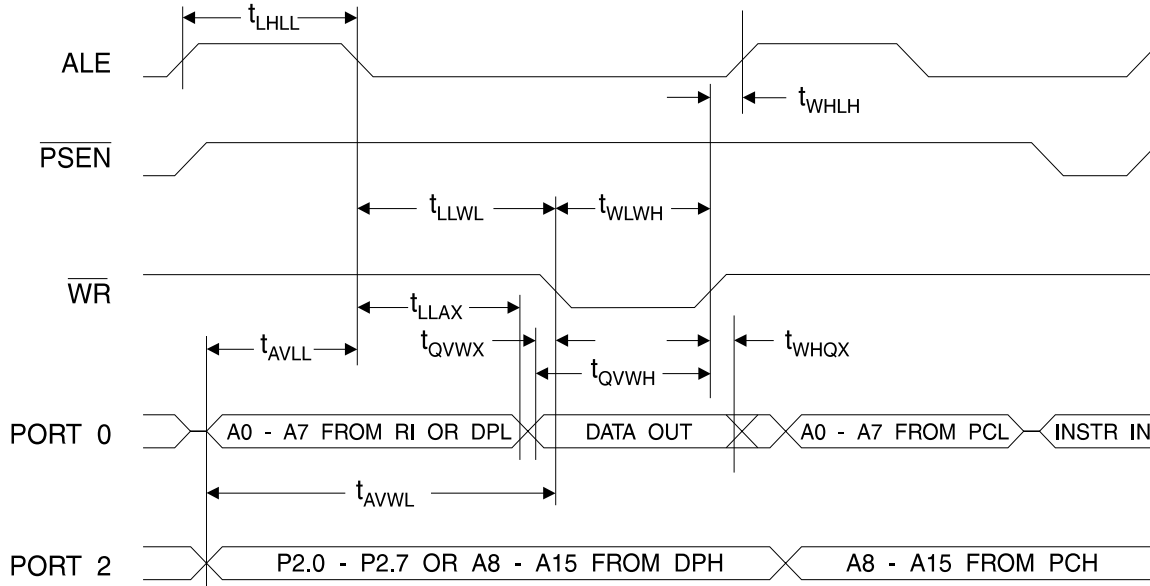 tLHLL
ALE
tWHLH
PSEN
tLLWL
tWLWH
WR
tLLAX
tQVWX
tWHQX
tAVLL
tQVWH
PORT 0
A0 - A7 FROM RI OR DPL
DATA OUT
A0 - A7 FROM PCL
INSTR IN
tAVWL
PORT 2
P2.0 - P2.7 OR A8 - A15 FROM DPH
A8 - A15 FROM PCH